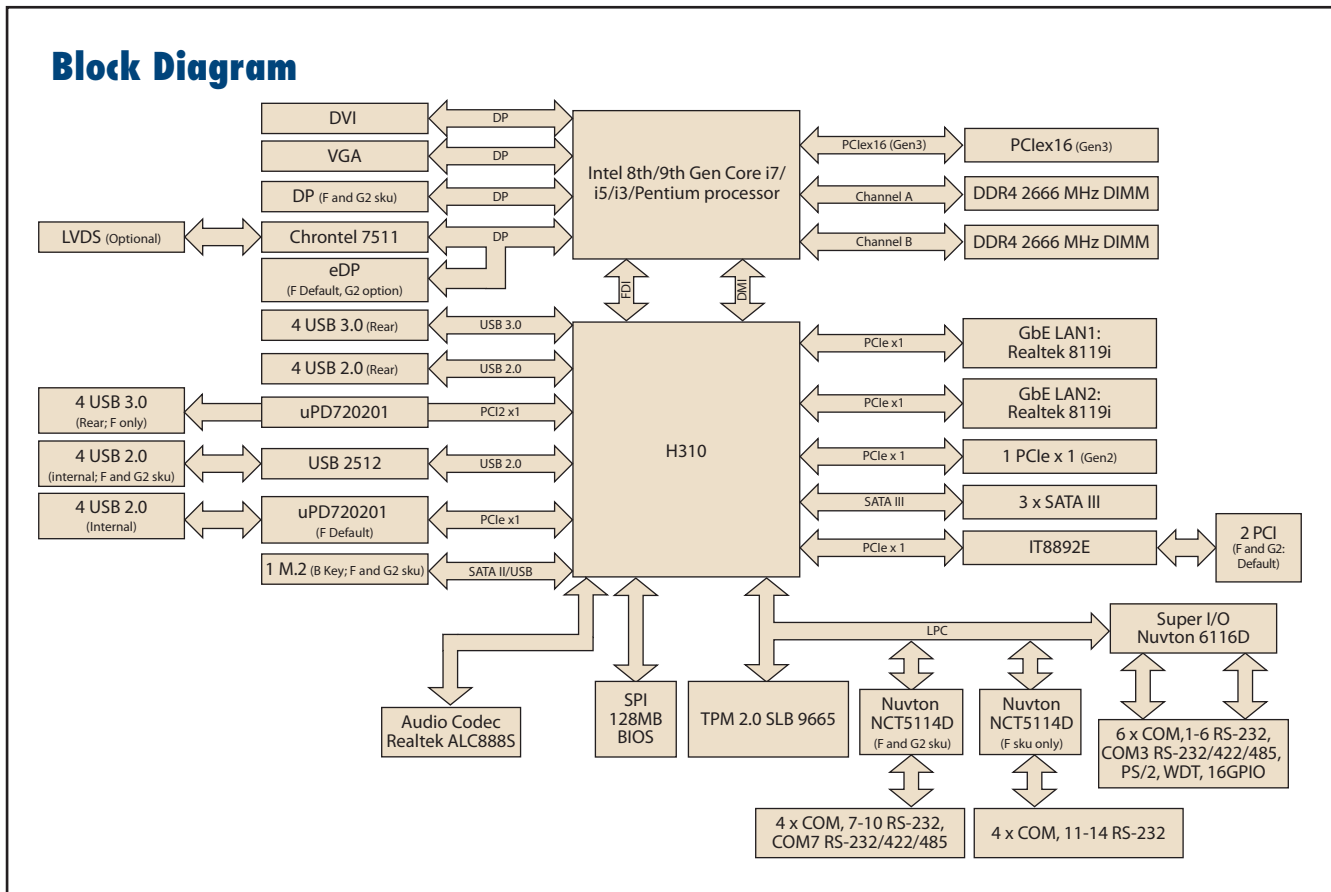 Block Diagram
DVI
DP
VGA
DP
DP (F and G2 sku)
DP
LVDS (Optional)
Chrontel 7511
DP
eDP
(F Default, G2 option)
Intel 8th/9th Gen Core i7/
i5/i3/Pentium processor
PCIex16 (Gen3)
PCIex16 (Gen3)
Channel A
DDR4 2666 MHz DIMM
Channel B
DDR4 2666 MHz DIMM
FDI
DMI
4 USB 3.0 (Rear)
USB 3.0
4 USB 2.0 (Rear)
USB 2.0
4 USB 3.0
(Rear; F only)
uPD720201
PCI2 x1
4 USB 2.0
(internal; F and G2 sku)
USB 2512
USB 2.0
4 USB 2.0
(Internal)
uPD720201
(F Default)
PCIe x1
1 M.2 (B Key; F and G2 sku)
SATA II/USB
H310
PCIe x1
GbE LAN1:
Realtek 8119i
PCIe x1
GbE LAN2:
Realtek 8119i
PCIe x 1
1 PCIe x 1 (Gen2)
SATA III
3 x SATA III
PCIe x 1
IT8892E
2 PCI
(F and G2:
Default)
LPC
Super I/O
Nuvton 6116D
Audio Codec
Realtek ALC888S
SPI
128MB
BIOS
TPM 2.0 SLB 9665
Nuvton
NCT5114D
(F and G2 sku)
Nuvton
NCT5114D
(F sku only)
6 x COM,1-6 RS-232,
COM3 RS-232/422/485,
PS/2, WDT, 16GPIO
4 x COM, 7-10 RS-232,
COM7 RS-232/422/485
4 x COM, 11-14 RS-232